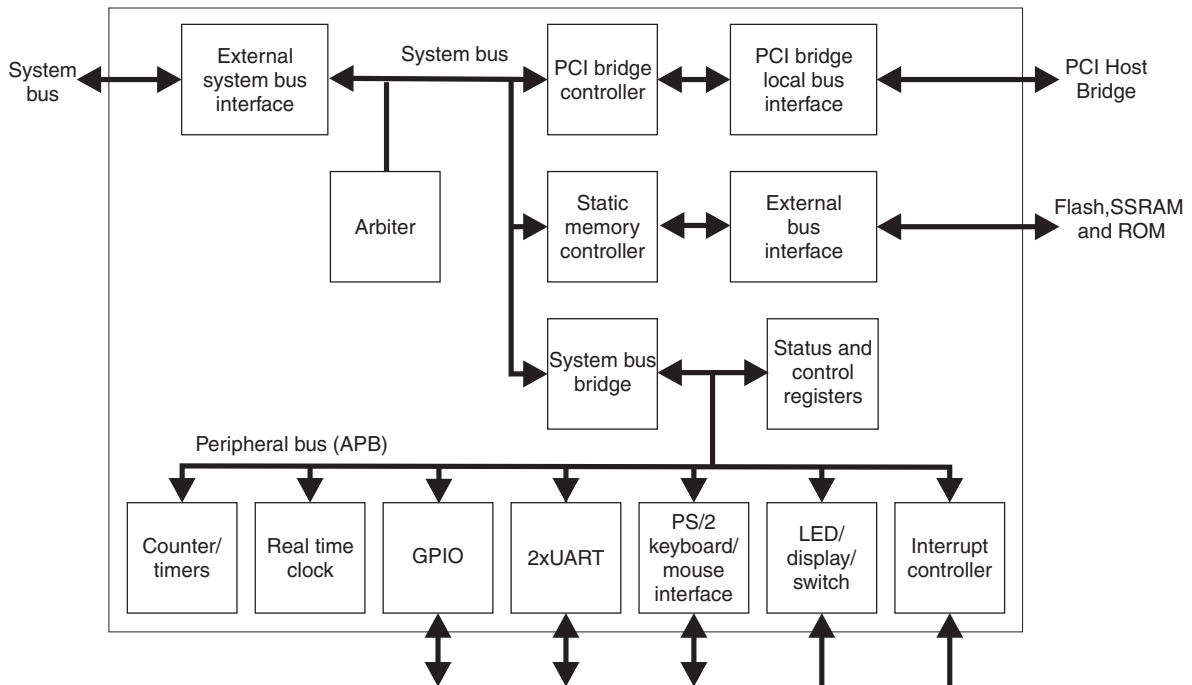 System
bus
External
system bus
interface
System bus
PCI bridge
controller
PCI bridge
local bus
interface
PCI Host
Bridge
Arbiter
Static
memory
controller
External
bus
interface
Flash,SSRAM
and ROM
System bus
bridge
Status and
control
registers
Peripheral bus (APB)
Counter/
timers
Real time
clock
GPIO
2xUART
PS/2
keyboard/
mouse
interface
LED/
display/
switch
Interrupt
controller